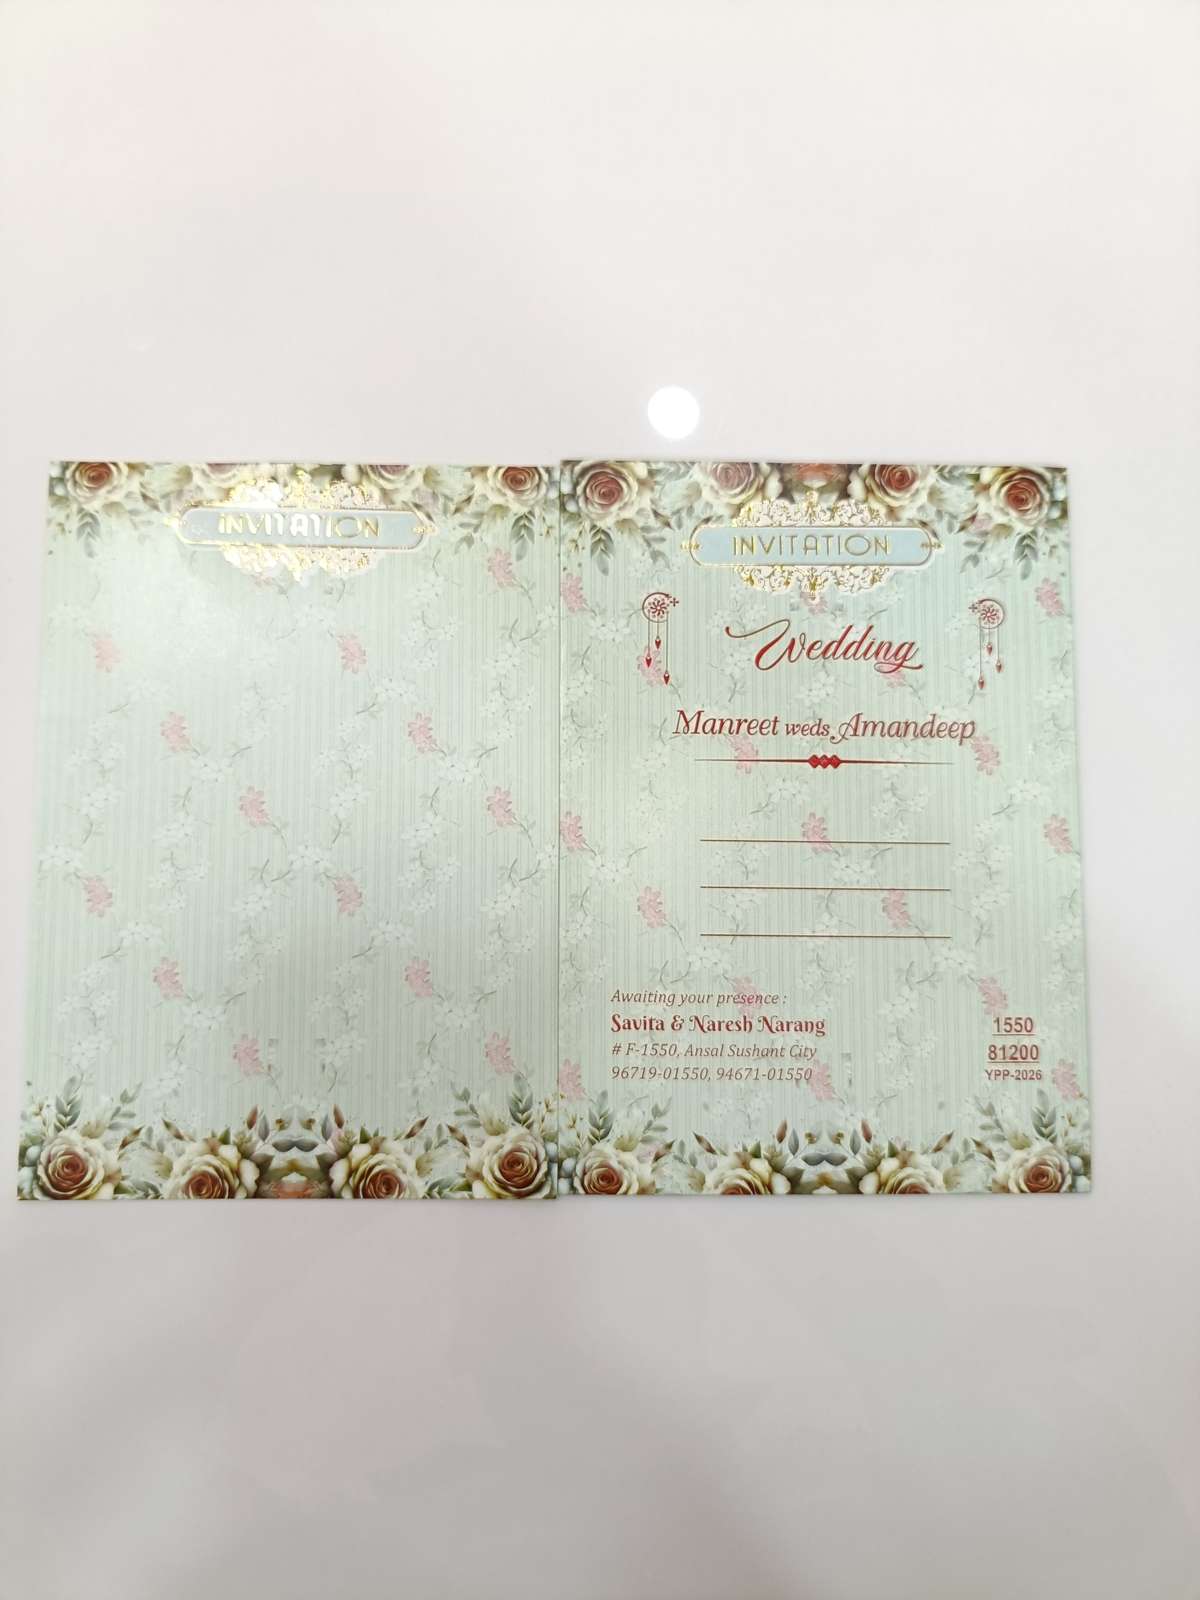 INVITATION
INVITATION
Wedding
Manreet weds Amandeep
Awaiting your presence :
Savita & Naresh Narang
# F-1550, Ansal Sushant City
96719-01550, 94671-01550
1550
81200
YPP-2026